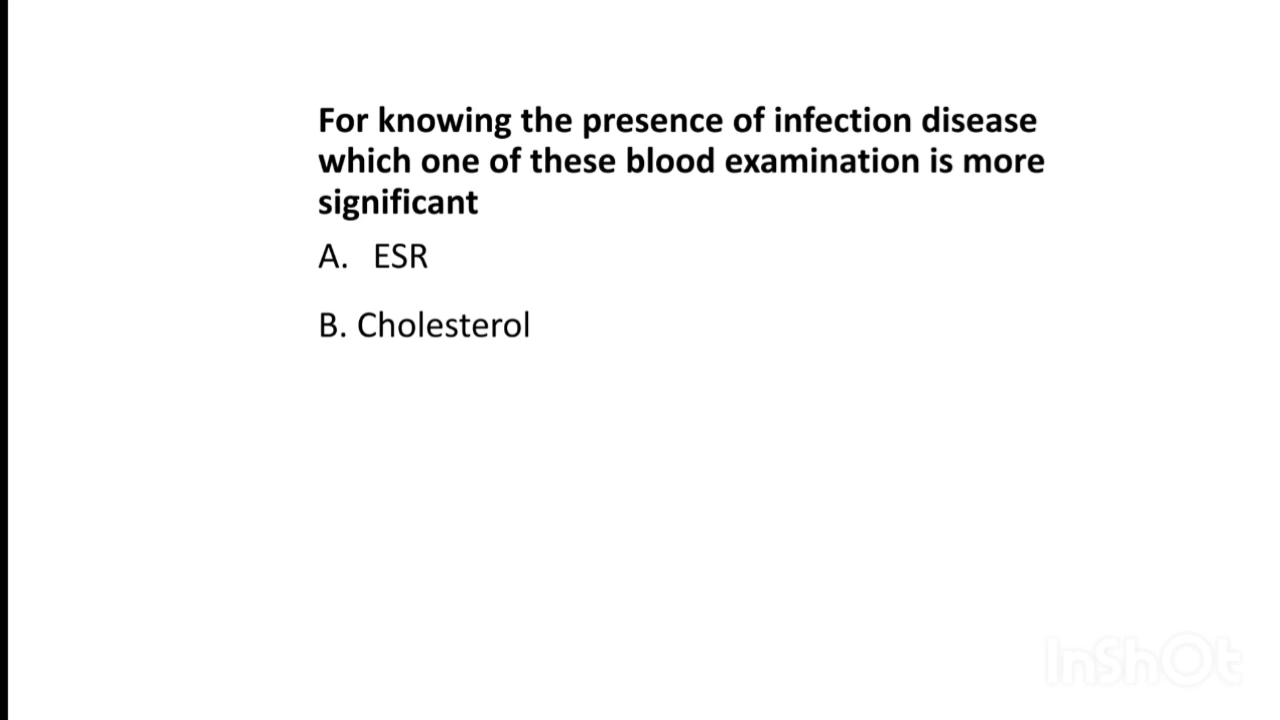 For knowing the presence of infection disease
which one of these blood examination is more
significant
A. ESR
B. Cholesterol
InShOt